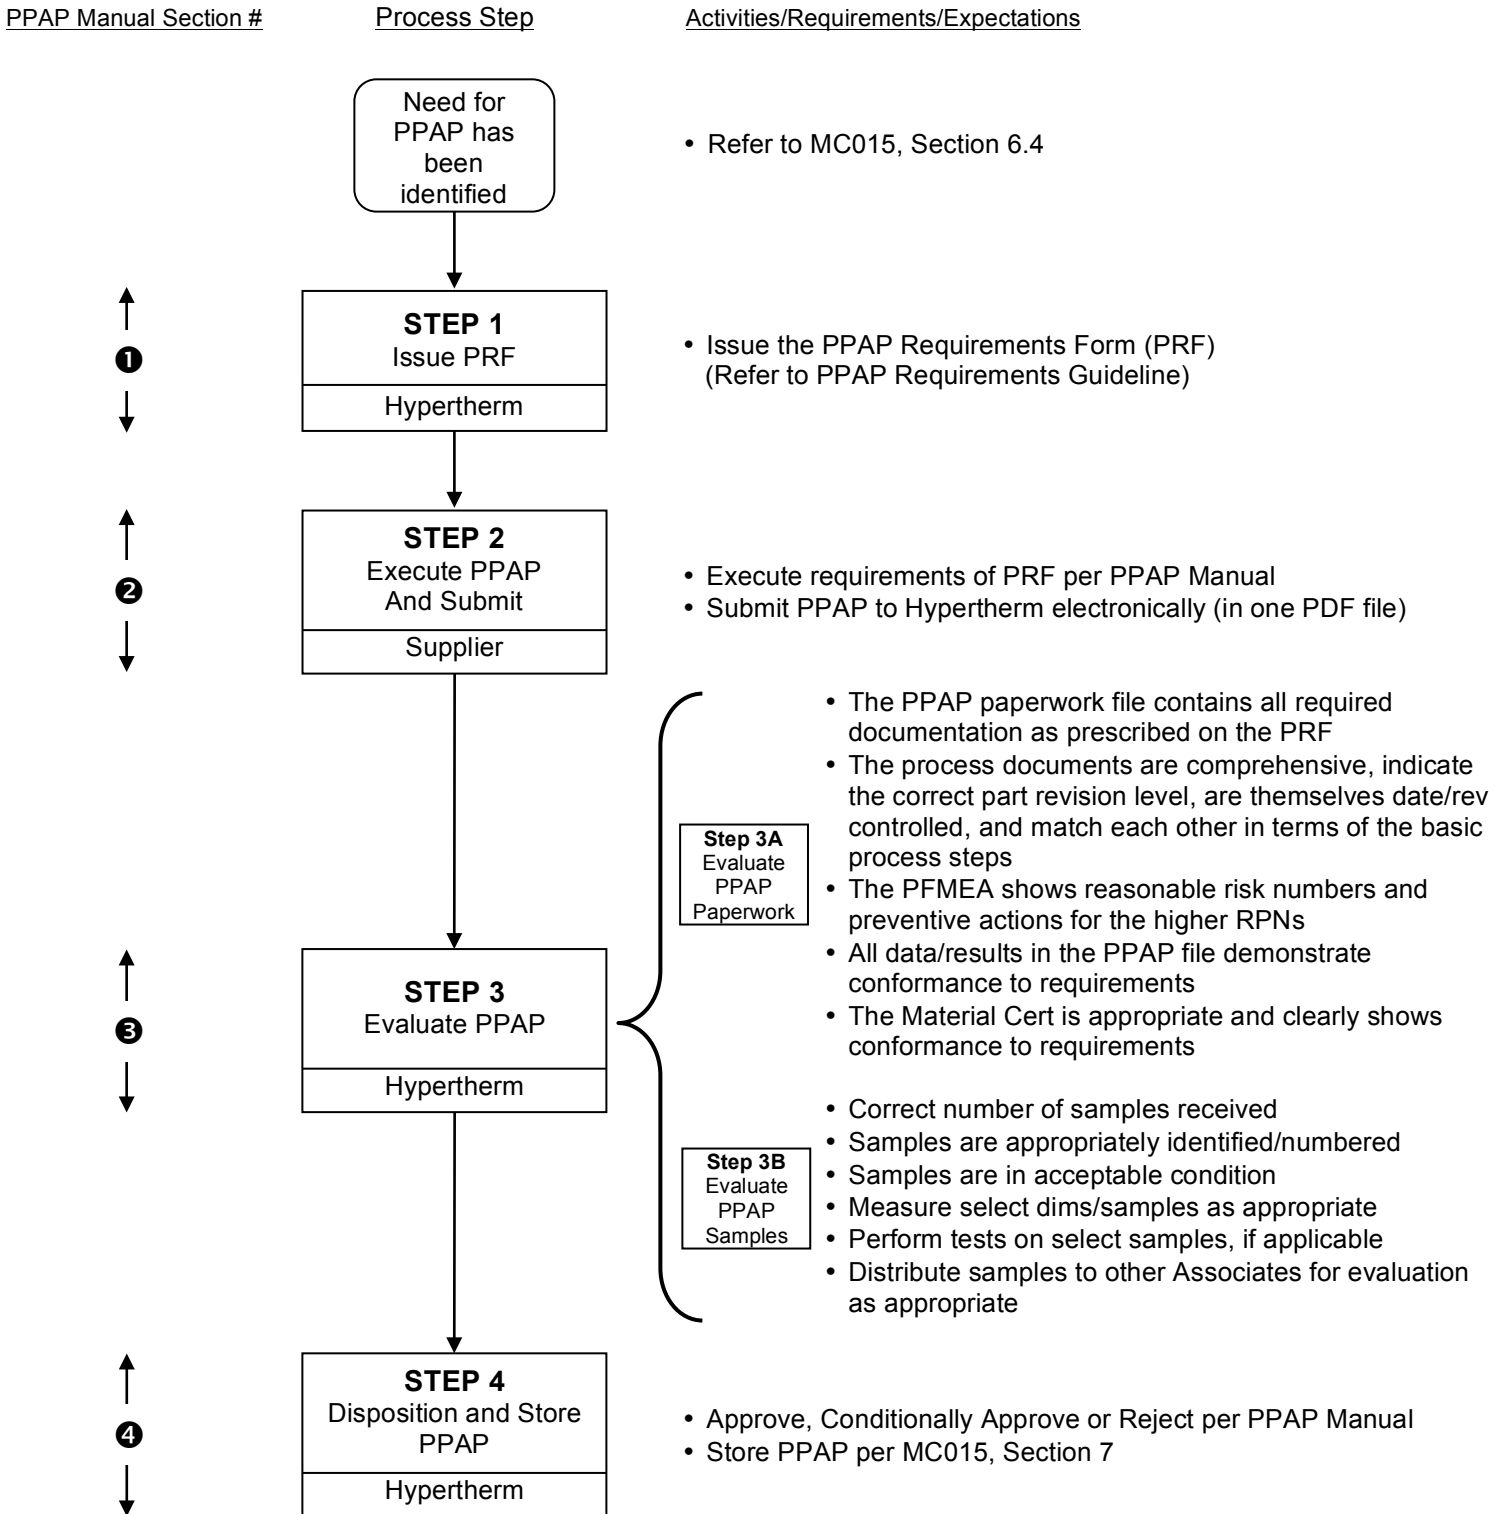 PPAP Manual Section #
Process Step
Activities/Requirements/Expectations
Need for
PPAP has
been
identified
• Refer to MC015, Section 6.4
❶
STEP 1
Issue PRF
Hypertherm
• Issue the PPAP Requirements Form (PRF)
(Refer to PPAP Requirements Guideline)
❷
STEP 2
Execute PPAP
And Submit
Supplier
• Execute requirements of PRF per PPAP Manual
• Submit PPAP to Hypertherm electronically (in one PDF file)
❸
STEP 3
Evaluate PPAP
Hypertherm
Step 3A
Evaluate
PPAP
Paperwork
• The PPAP paperwork file contains all required
documentation as prescribed on the PRF
• The process documents are comprehensive, indicate
the correct part revision level, are themselves date/rev
controlled, and match each other in terms of the basic
process steps
• The PFMEA shows reasonable risk numbers and
preventive actions for the higher RPNs
• All data/results in the PPAP file demonstrate
conformance to requirements
• The Material Cert is appropriate and clearly shows
conformance to requirements
Step 3B
Evaluate
PPAP
Samples
• Correct number of samples received
• Samples are appropriately identified/numbered
• Samples are in acceptable condition
• Measure select dims/samples as appropriate
• Perform tests on select samples, if applicable
• Distribute samples to other Associates for evaluation
as appropriate
❹
STEP 4
Disposition and Store
PPAP
Hypertherm
• Approve, Conditionally Approve or Reject per PPAP Manual
• Store PPAP per MC015, Section 7